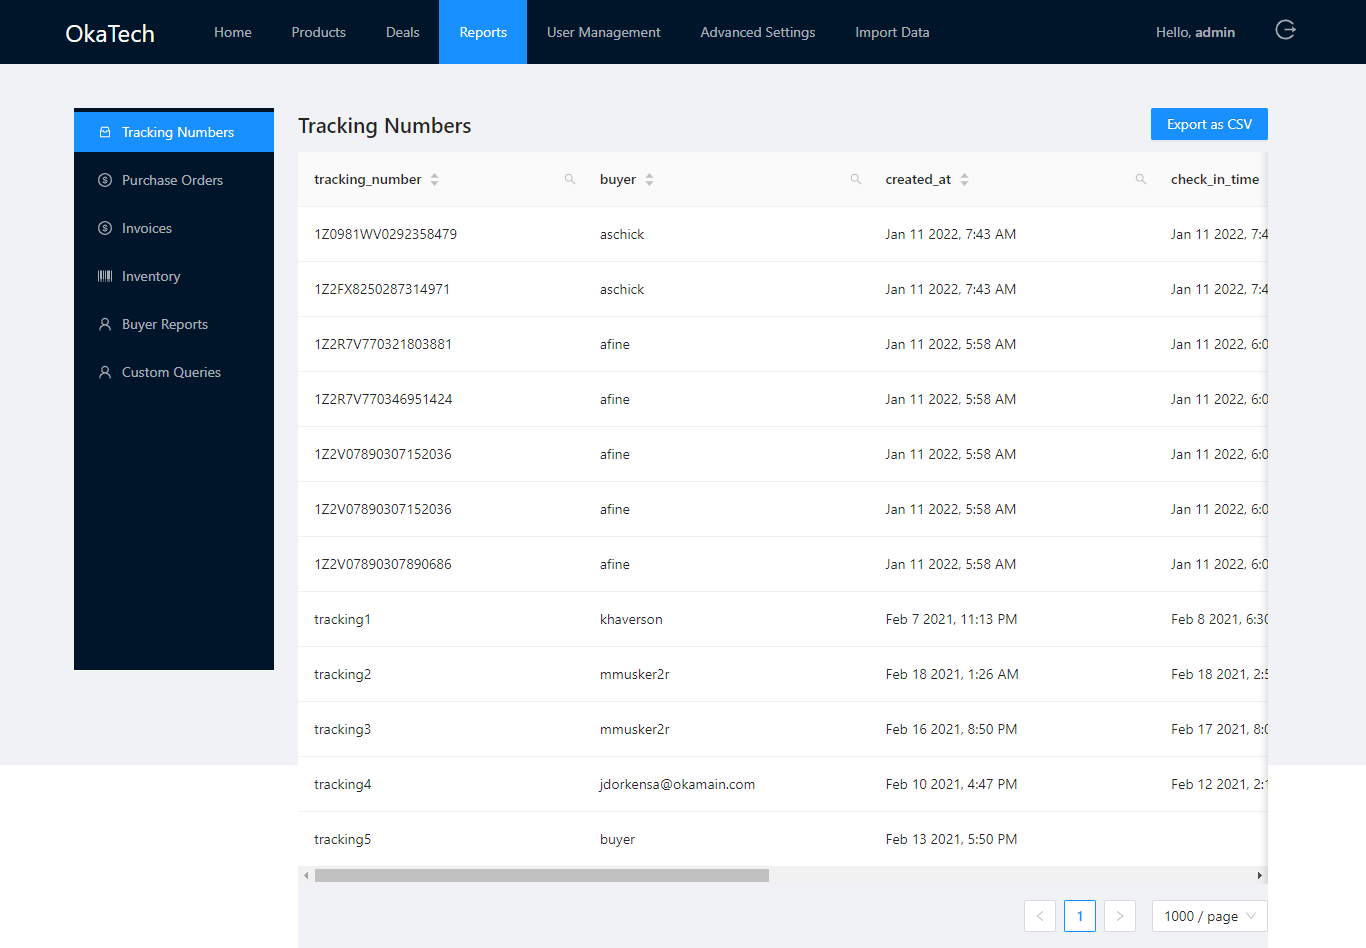 OkaTech Home Products Deals Reports User Management Advanced Settings Import Data Hello, admin
Tracking Numbers
Purchase Orders
Invoices
Inventory
Buyer Reports
Custom Queries
Tracking Numbers Export as CSV
tracking_number buyer created_at check_in_time
1Z0981WV0292358479 aschick Jan 11 2022, 7:43 AM Jan 11 2022, 7:4
1Z2FX8250287314971 aschick Jan 11 2022, 7:43 AM Jan 11 2022, 7:4
1Z2R7V770321803881 afine Jan 11 2022, 5:58 AM Jan 11 2022, 6:0
1Z2R7V770346951424 afine Jan 11 2022, 5:58 AM Jan 11 2022, 6:0
1Z2V07890307152036 afine Jan 11 2022, 5:58 AM Jan 11 2022, 6:0
1Z2V07890307152036 afine Jan 11 2022, 5:58 AM Jan 11 2022, 6:0
1Z2V07890307890686 afine Jan 11 2022, 5:58 AM Jan 11 2022, 6:0
tracking1 khaverson Feb 7 2021, 11:13 PM Feb 8 2021, 6:30
tracking2 mmusker2r Feb 18 2021, 1:26 AM Feb 18 2021, 2:5
tracking3 mmusker2r Feb 16 2021, 8:50 PM Feb 17 2021, 8:0
tracking4 jdorkensa@okamain.com Feb 10 2021, 4:47 PM Feb 12 2021, 2:1
tracking5 buyer Feb 13 2021, 5:50 PM
< 1 > 1000 / page